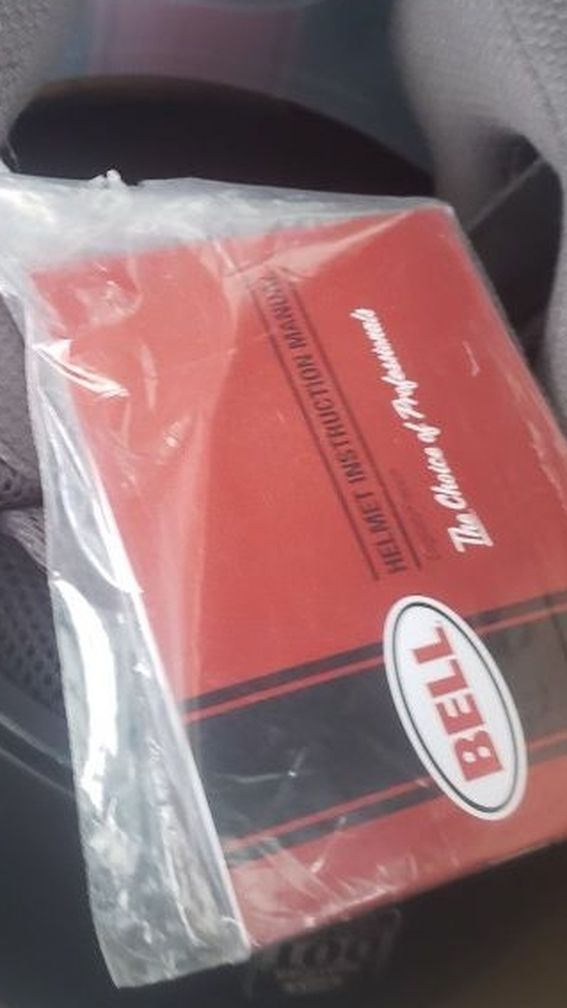 HELMET INSTRUCTION MANUAL
The Choice of Professionals
BELL